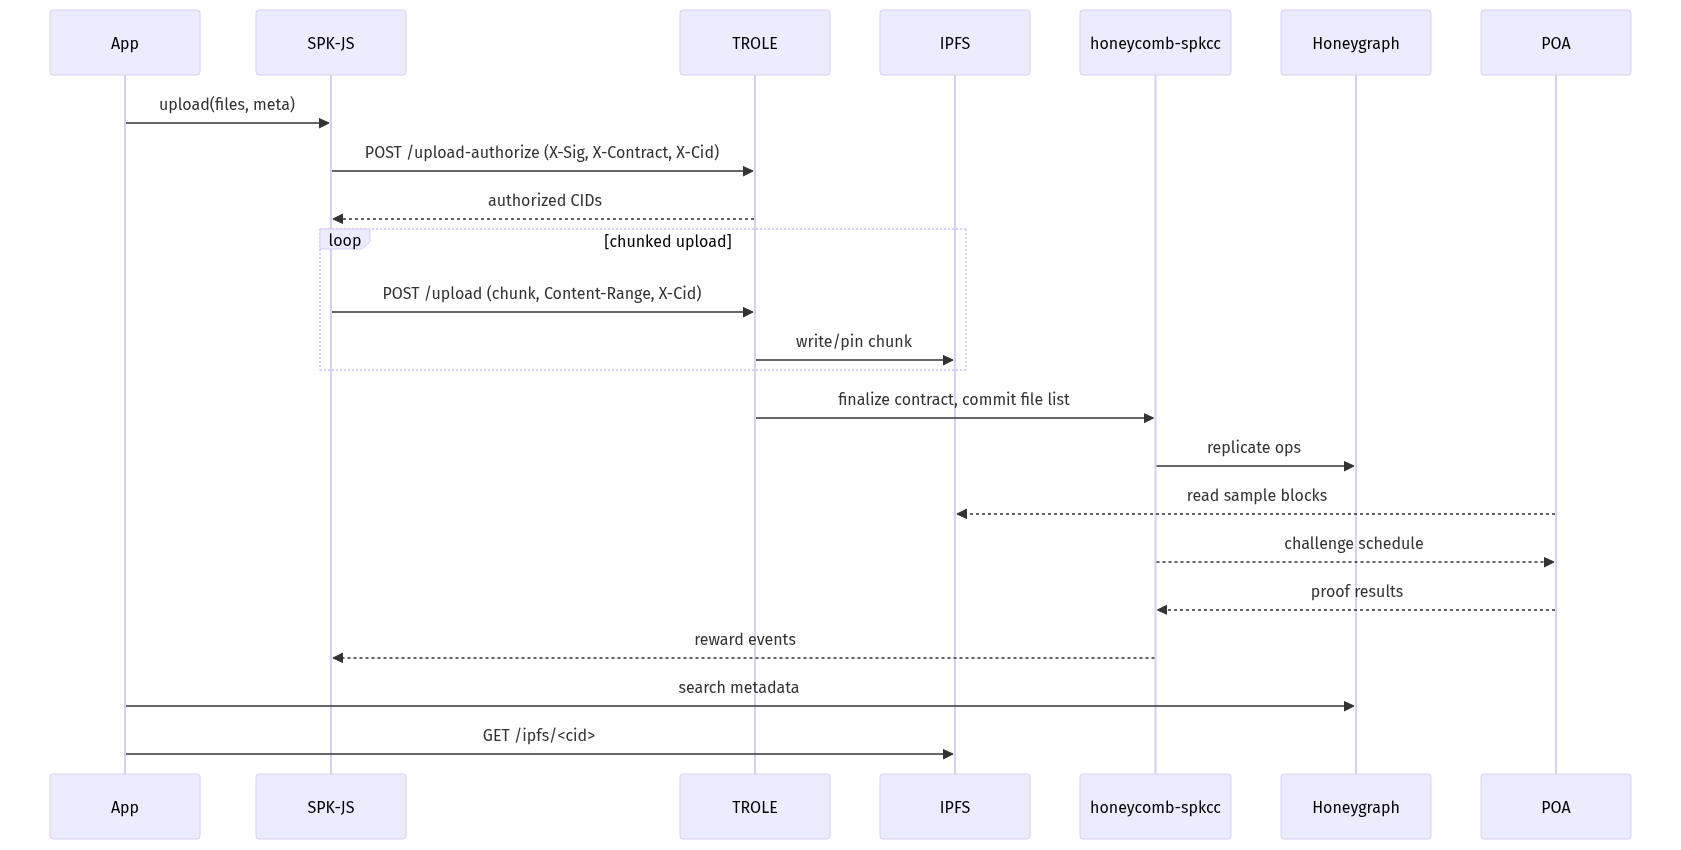 App
SPK-JS
TROLE
IPFS
honeycomb-spkcc
Honeygraph
POA
upload(files, meta)
POST /upload-authorize (X-Sig, X-Contract, X-Cid)
authorized CIDs
loop
[chunked upload]
POST /upload (chunk, Content-Range, X-Cid)
write/pin chunk
finalize contract, commit file list
replicate ops
read sample blocks
challenge schedule
proof results
reward events
search metadata
GET /ipfs/<cid>
App
SPK-JS
TROLE
IPFS
honeycomb-spkcc
Honeygraph
POA